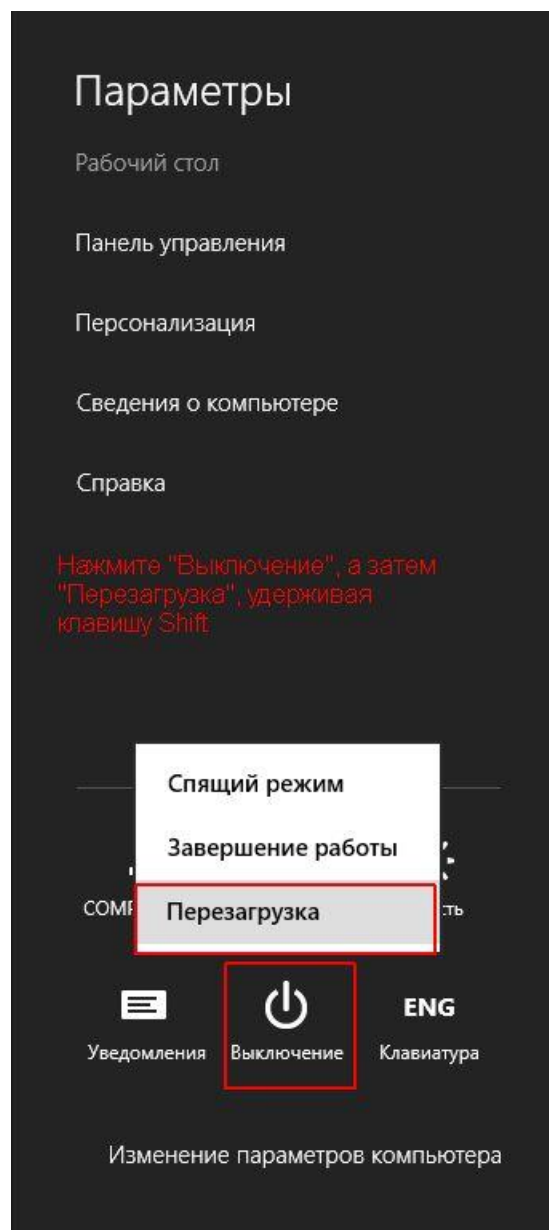 Параметры
Рабочий стол
Панель управления
Персонализация
Сведения о компьютере
Справка
Нажмите "Выключение", а затем
"Перезагрузка", удерживая
клавишу Shift
Спящий режим
Завершение работы
Перезагрузка
ENG
Уведомления Выключение Клавиатура
Изменение параметров компьютера